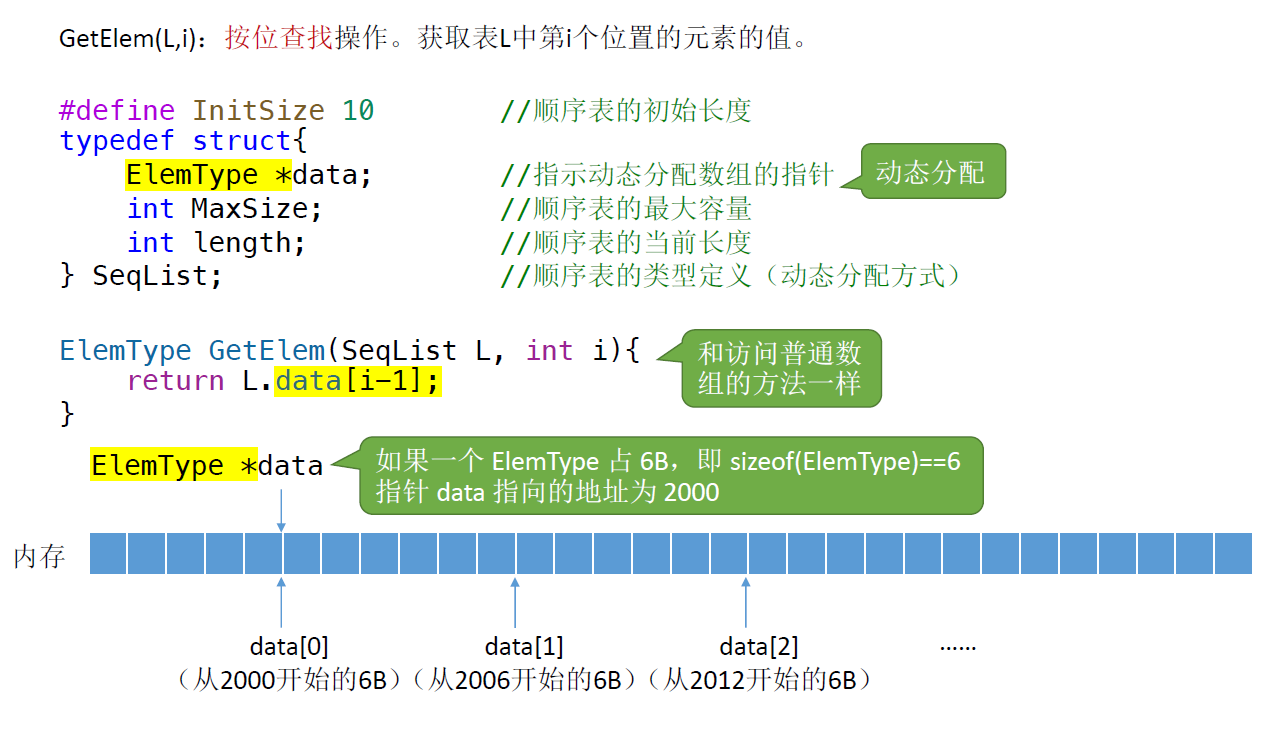 GetElem(L,i)：按位查找操作。获取表L中第i个位置的元素的值。
#define InitSize 10 //顺序表的初始长度
typedef struct{
ElemType *data; //指示动态分配数组的指针
动态分配
int MaxSize; //顺序表的最大容量
int length; //顺序表的当前长度
} SeqList; //顺序表的类型定义（动态分配方式）
ElemType GetElem(SeqList L, int i){
return L.data[i-1];
}
和访问普通数
组的方法一样
ElemType *data
如果一个 ElemType 占 6B，即 sizeof(ElemType)==6
指针 data 指向的地址为 2000
内存
data[0] data[1] data[2] ……
（从2000开始的6B）（从2006开始的6B）（从2012开始的6B）